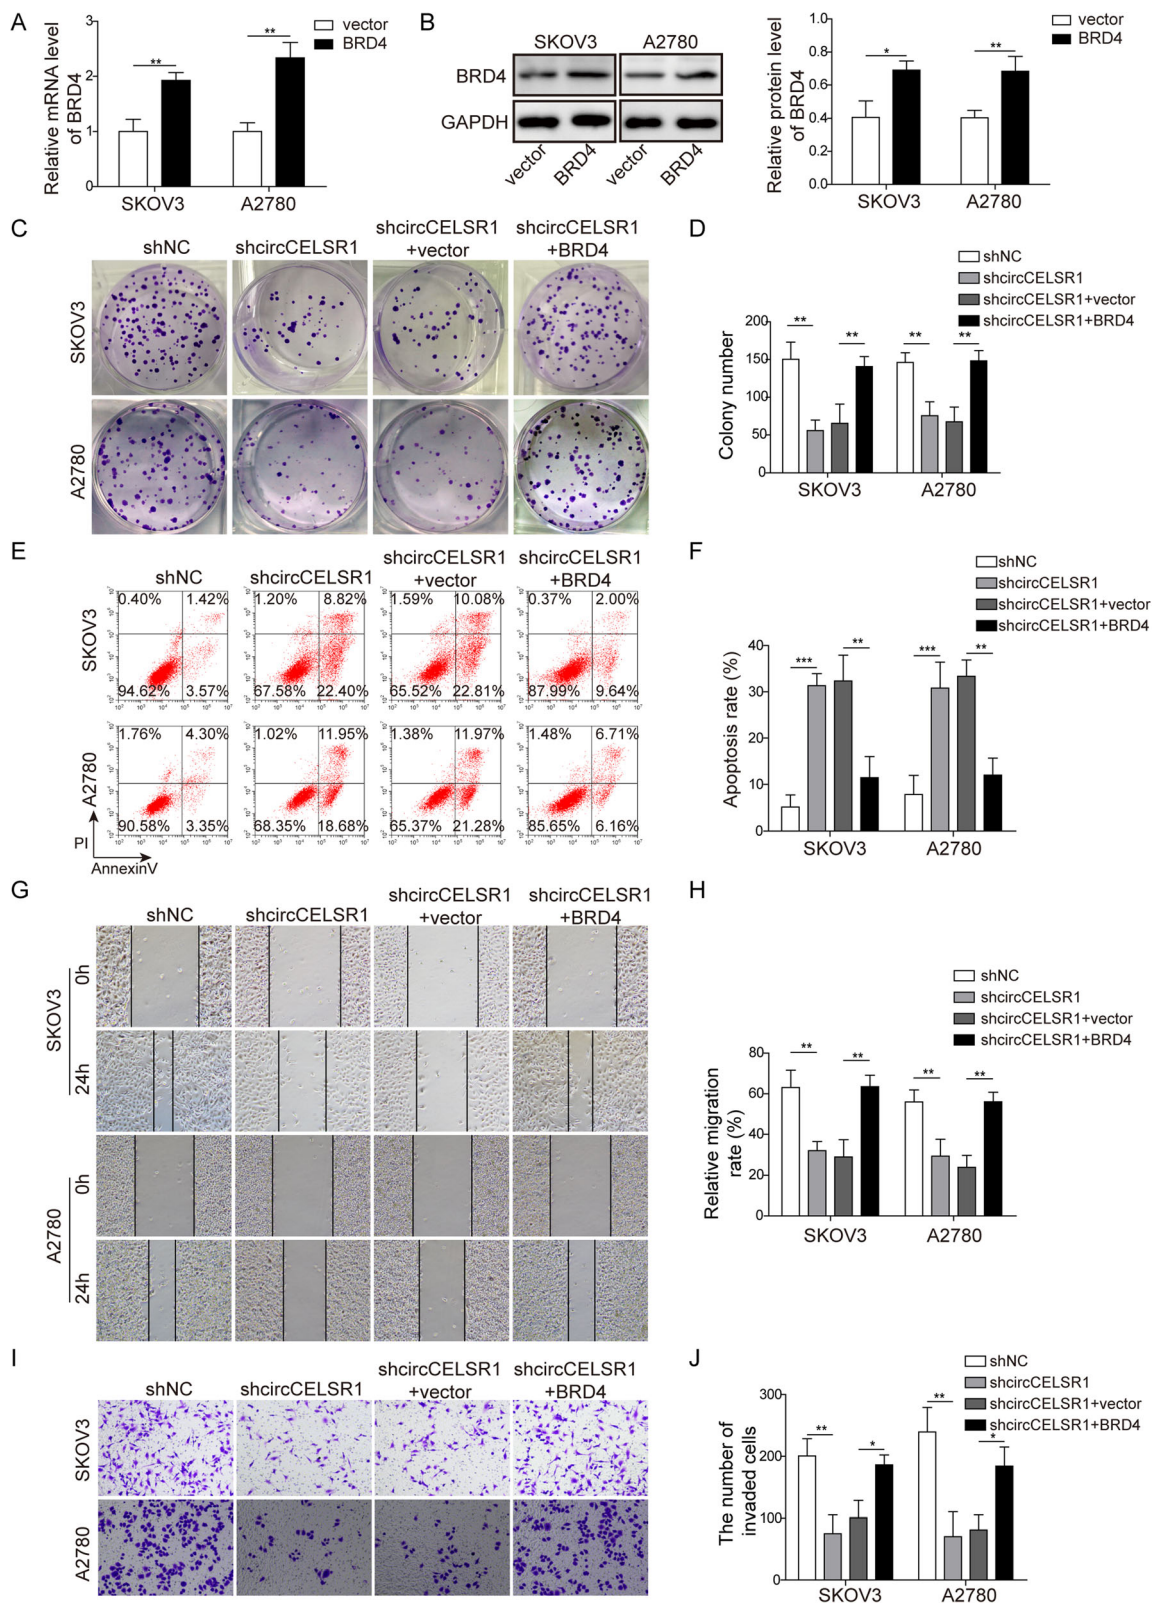 A
Relative mRNA level
of BRD4
3
2
1
0
**
**
vector
BRD4
SKOV3
A2780
B
SKOV3
A2780
BRD4
GAPDH
vector
BRD4
vector
BRD4
Relative protein level
of BRD4
0.8
0.6
0.4
0.2
0.0
*
**
vector
BRD4
SKOV3
A2780
C
shNC
shcircCELSR1
shcircCELSR1
+vector
shcircCELSR1
+BRD4
SKOV3
A2780
D
shNC
shcircCELSR1
shcircCELSR1+vector
shcircCELSR1+BRD4
Colony number
200
150
100
50
0
**
**
**
**
SKOV3
A2780
E
shNC
shcircCELSR1
shcircCELSR1
+vector
shcircCELSR1
+BRD4
SKOV3
0.40% 1.42%
94.62% 3.57%
1.20% 8.82%
67.58% 22.40%
1.59% 10.08%
65.52% 22.81%
0.37% 2.00%
87.99% 9.64%
A2780
1.76% 4.30%
90.58% 3.35%
1.02% 11.95%
68.35% 18.68%
1.38% 11.97%
65.37% 21.28%
1.48% 6.71%
85.65% 6.16%
PI
AnnexinV
F
shNC
shcircCELSR1
shcircCELSR1+vector
shcircCELSR1+BRD4
Apoptosis rate (%)
40
30
20
10
0
***
**
***
**
SKOV3
A2780
G
shNC
shcircCELSR1
shcircCELSR1
+vector
shcircCELSR1
+BRD4
SKOV3
0h
24h
A2780
0h
24h
H
shNC
shcircCELSR1
shcircCELSR1+vector
shcircCELSR1+BRD4
Relative migration
rate (%)
80
60
40
20
0
**
**
**
**
SKOV3
A2780
I
shNC
shcircCELSR1
shcircCELSR1
+vector
shcircCELSR1
+BRD4
SKOV3
A2780
J
shNC
shcircCELSR1
shcircCELSR1+vector
shcircCELSR1+BRD4
The number of
invaded cells
300
200
100
0
**
*
**
*
SKOV3
A2780